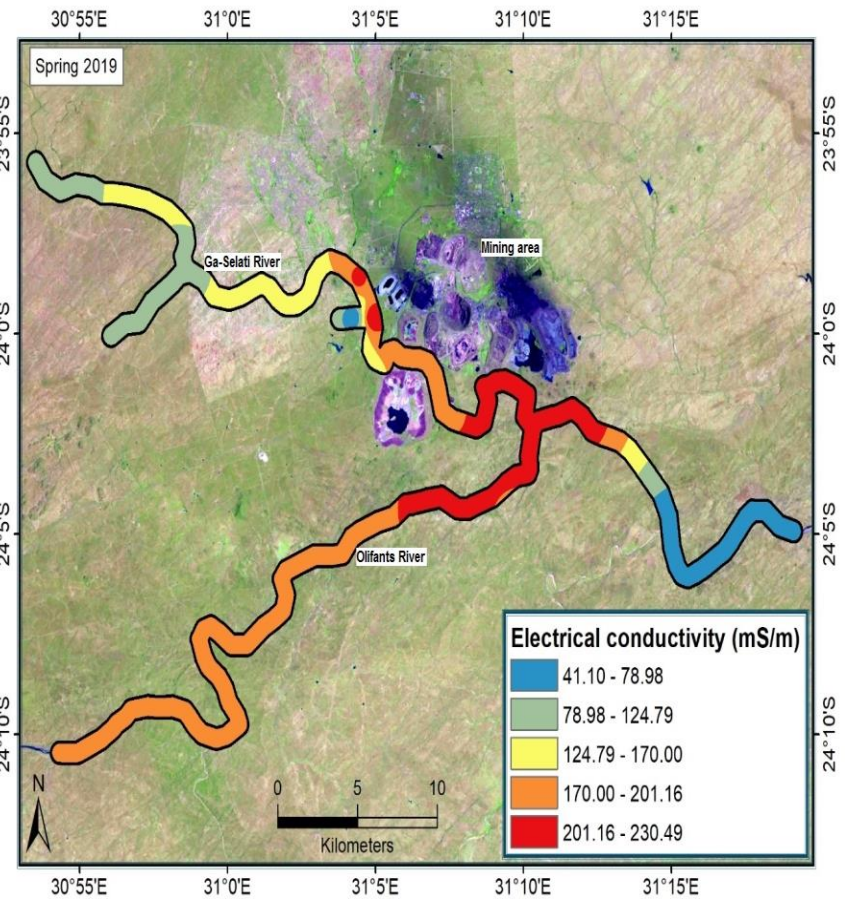 30°55'E 31°0'E 31°5'E 31°10'E 31°15'E
Spring 2019
23°55'S 23°55'S
Mining area
Ga-Selati River
24°0'S 24°0'S
24°5'S 24°5'S
Olifants River
Electrical conductivity (mS/m)
41.10 - 78.98
78.98 - 124.79
124.79 - 170.00
170.00 - 201.16
201.16 - 230.49
24°10'S 24°10'S
N
0 5 10
Kilometers
30°55'E 31°0'E 31°5'E 31°10'E 31°15'E